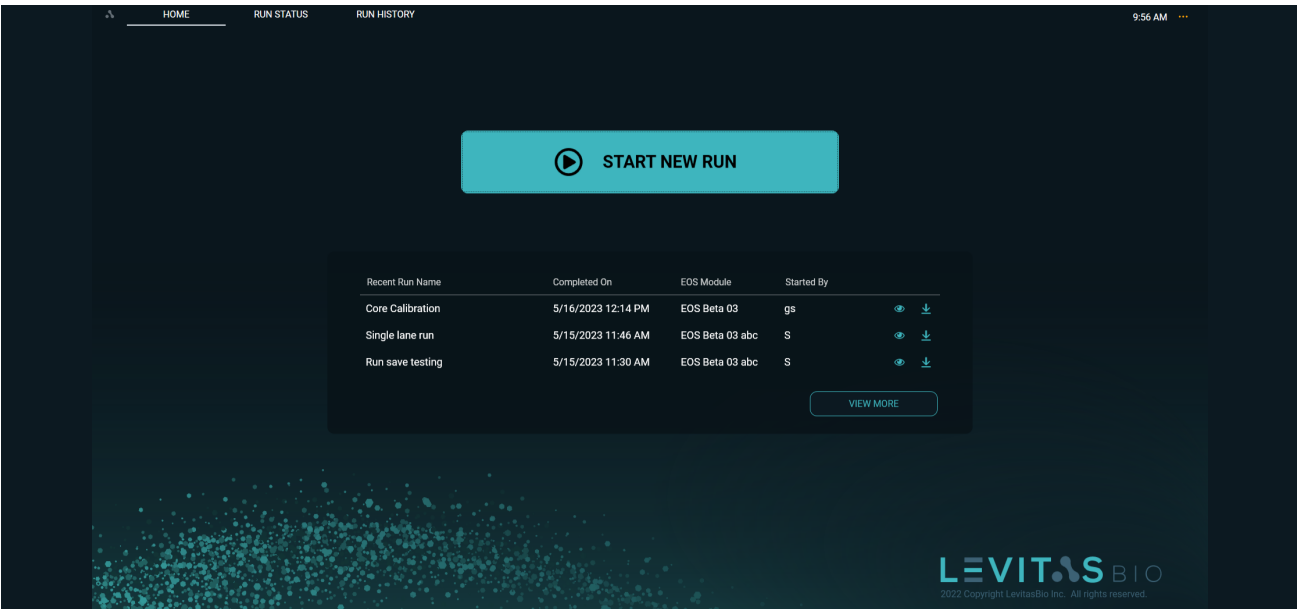 HOME RUN STATUS RUN HISTORY 9:56 AM
START NEW RUN
Recent Run Name Completed On EOS Module Started By
Core Calibration 5/16/2023 12:14 PM EOS Beta 03 gs
Single lane run 5/15/2023 11:46 AM EOS Beta 03 abc S
Run save testing 5/15/2023 11:30 AM EOS Beta 03 abc S
VIEW MORE
LEVITAS BIO
2022 Copyright LevitasBio Inc. All rights reserved.